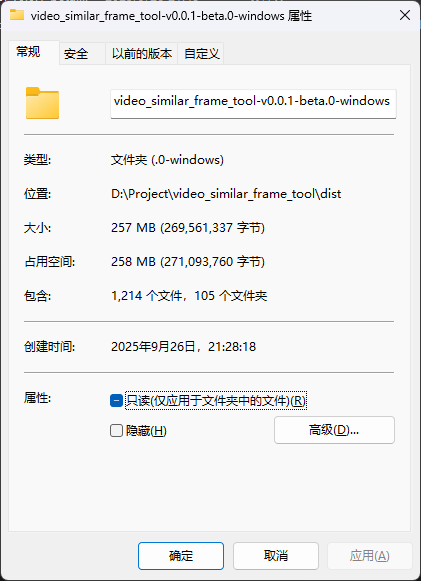 video_similar_frame_tool-v0.0.1-beta.0-windows 属性
常规 安全 以前的版本 自定义
video_similar_frame_tool-v0.0.1-beta.0-windows
类型: 文件夹 (.0-windows)
位置: D:\Project\video_similar_frame_tool\dist
大小: 257 MB (269,561,337 字节)
占用空间: 258 MB (271,093,760 字节)
包含: 1,214 个文件，105 个文件夹
创建时间: 2025年9月26日，21:28:18
属性: 只读(仅应用于文件夹中的文件)(R)
隐藏(H) 高级(D)...
确定 取消 应用(A)